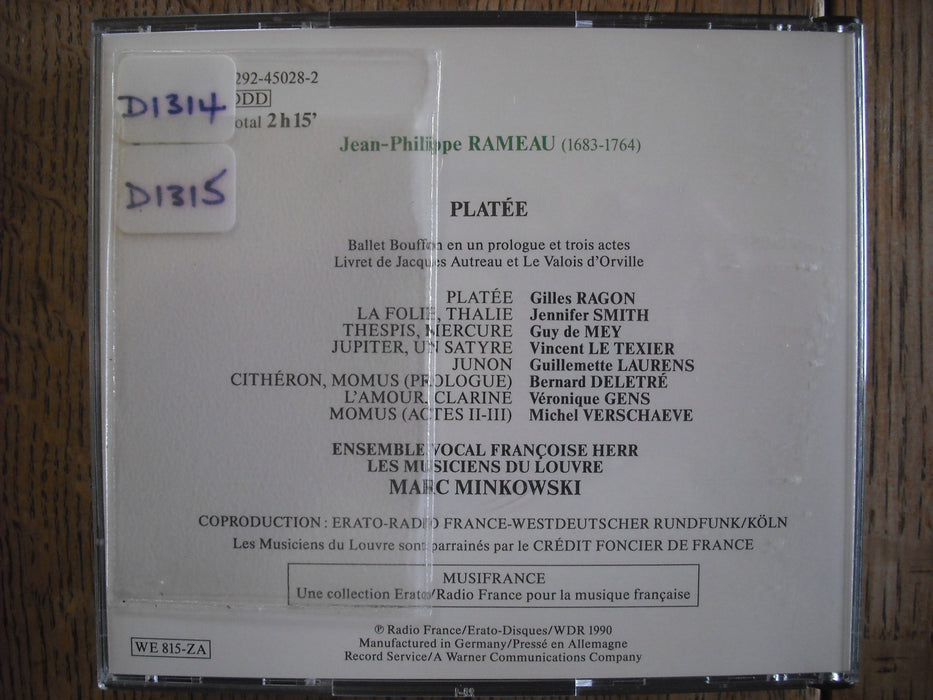 292-45028-2
DDD
D1314
Total 2 h 15'
D1315
Jean-Philippe RAMEAU (1683-1764)
PLATÉE
Ballet Bouffon en un prologue et trois actes
Livret de Jacques Autreau et Le Valois d'Orville
PLATÉE Gilles RAGON
LA FOLIE, THALIE Jennifer SMITH
THESPIS, MERCURE Guy de MEY
JUPITER, UN SATYRE Vincent LE TEXIER
JUNON Guillemette LAURENS
CITHÉRON, MOMUS (PROLOGUE) Bernard DELETRÉ
L'AMOUR, CLARINE Véronique GENS
MOMUS (ACTES II-III) Michel VERSCHAEVE
ENSEMBLE VOCAL FRANÇOISE HERR
LES MUSICIENS DU LOUVRE
MARC MINKOWSKI
COPRODUCTION : ERATO-RADIO FRANCE-WESTDEUTSCHER RUNDFUNK/KÖLN
Les Musiciens du Louvre sont parrainés par le CRÉDIT FONCIER DE FRANCE
MUSIFRANCE
Une collection Erato/Radio France pour la musique française
℗ Radio France/Erato-Disques/WDR 1990
Manufactured in Germany/Pressé en Allemagne
Record Service/A Warner Communications Company
WE 815-ZA